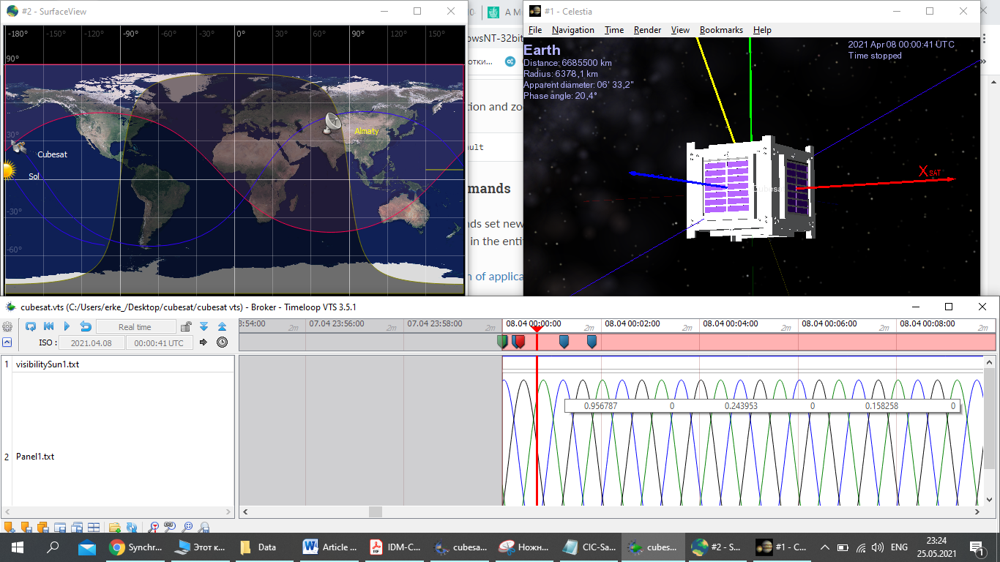 #2 - SurfaceView
-180° -150° -120° -90° -60° -30° 0° 30° 60° 90° 120° 150°
90°
30°
0°
-30°
-60°
Almaty
Cubesat
Sol
A M
owsNT-32bit
отки...
tion and zo
ult
mands
nds set new
in the entit
n of applica
#1 - Celestia
File Navigation Time Render View Bookmarks Help
Earth
Distance: 6685500 km
Radius: 6378,1 km
Apparent diameter: 06' 33,2"
Phase angle: 20,4°
2021 Apr 08 00:00:41 UTC
Time stopped
X SAT
Cubesat
cubesat.vts (C:/Users/erke_/Desktop/cubesat/cubesat vts) - Broker - Timeloop VTS 3.5.1
Real time
ISO : 2021.04.08 00:00:41 UTC
3:54:00 07.04 23:56:00 07.04 23:58:00 08.04 00:00:00 08.04 00:02:00 08.04 00:04:00 08.04 00:06:00 08.04 00:08:00
2m 2m 2m 2m 2m 2m 2m 2m
1 visibilitySun1.txt
0.956787 0 0.243953 0 0.158258 0
2 Panel1.txt
Synchr... Этот к... Data Article ... IDM-C... cubesa... Ножн... CIC-Sa... cubes... #2 - S... #1 - C... ENG 23:24
25.05.2021
1